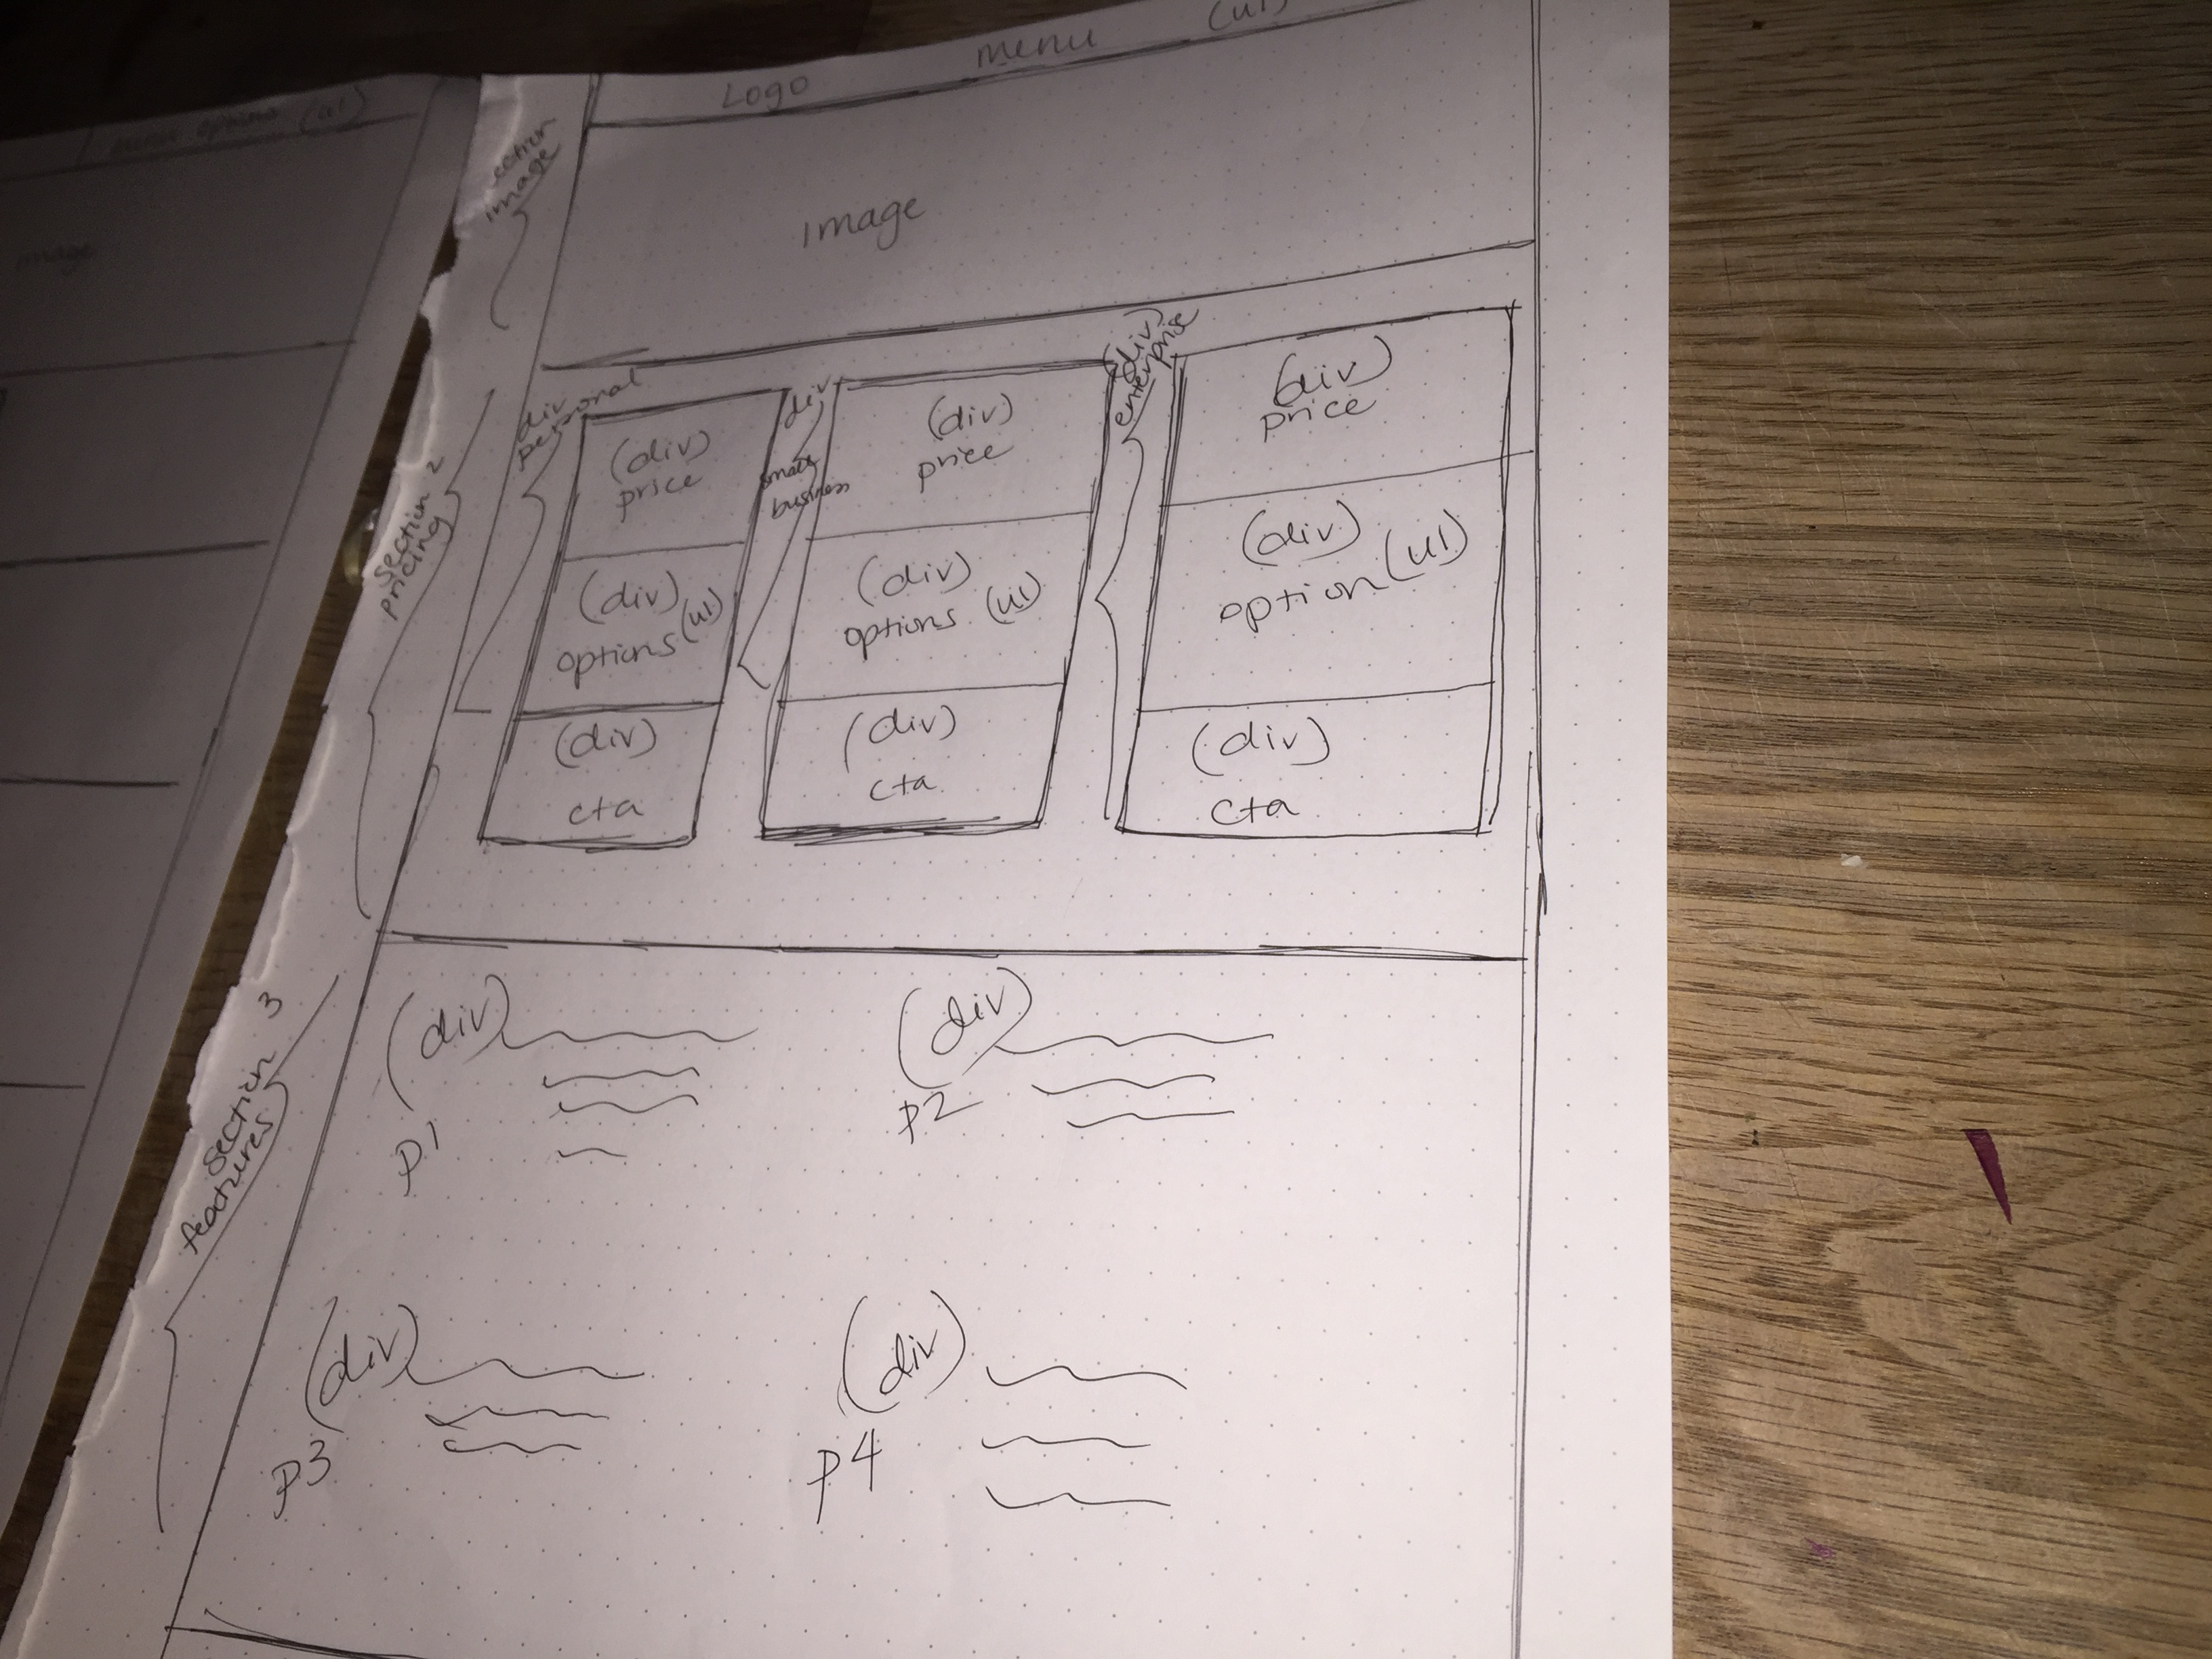 Logo
menu
(ul)
image
image
section 2
pricing
div
personal
(div)
price
(div)
options (ul)
(div)
cta
div
small
business
(div)
price
(div)
options (ul)
(div)
cta
(div)
enterprise
(div)
price
(div)
option (ul)
(div)
cta
section 3
features
(div)
P1
(div)
P2
(div)
P3
(div)
P4
image
(ul)